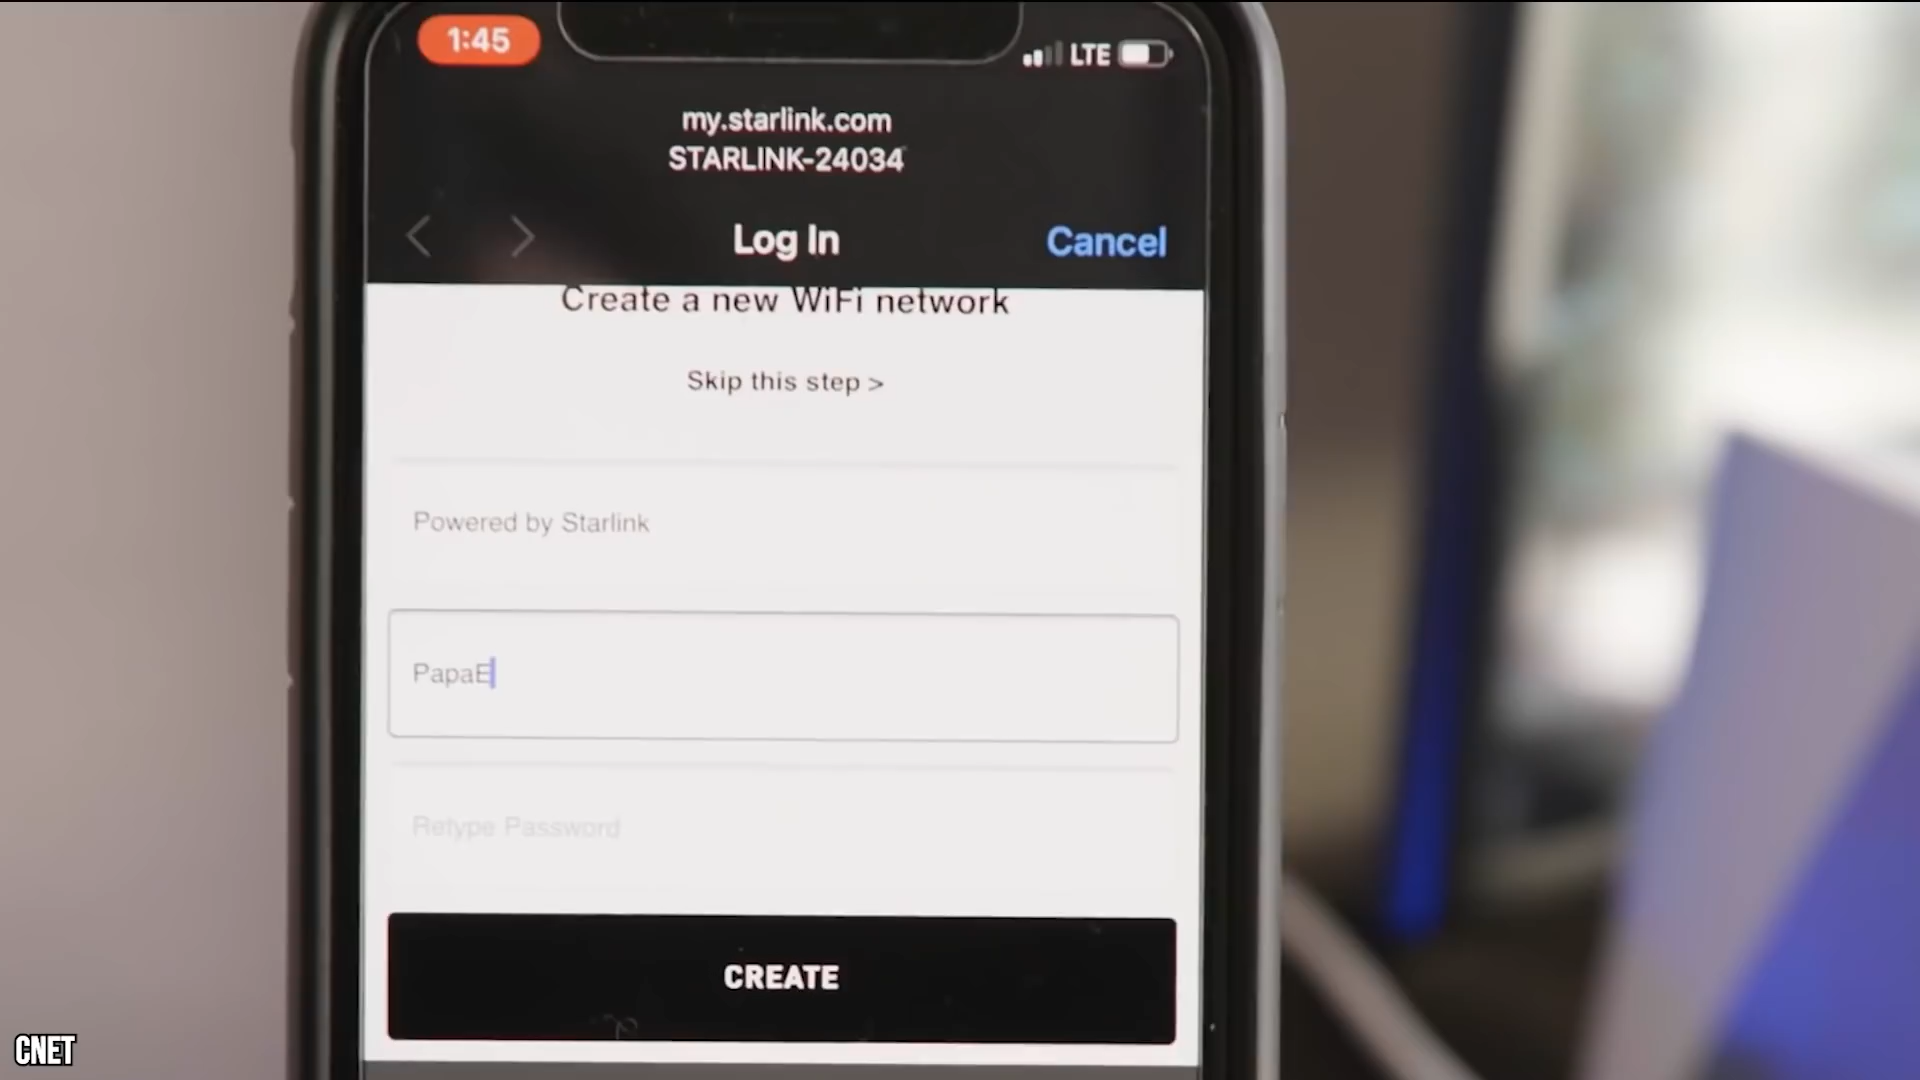 1:45
LTE
my.starlink.com
STARLINK-24034
< > Log In Cancel
Create a new WiFi network
Skip this step >
Powered by Starlink
PapaE
Retype Password
CREATE
CNET